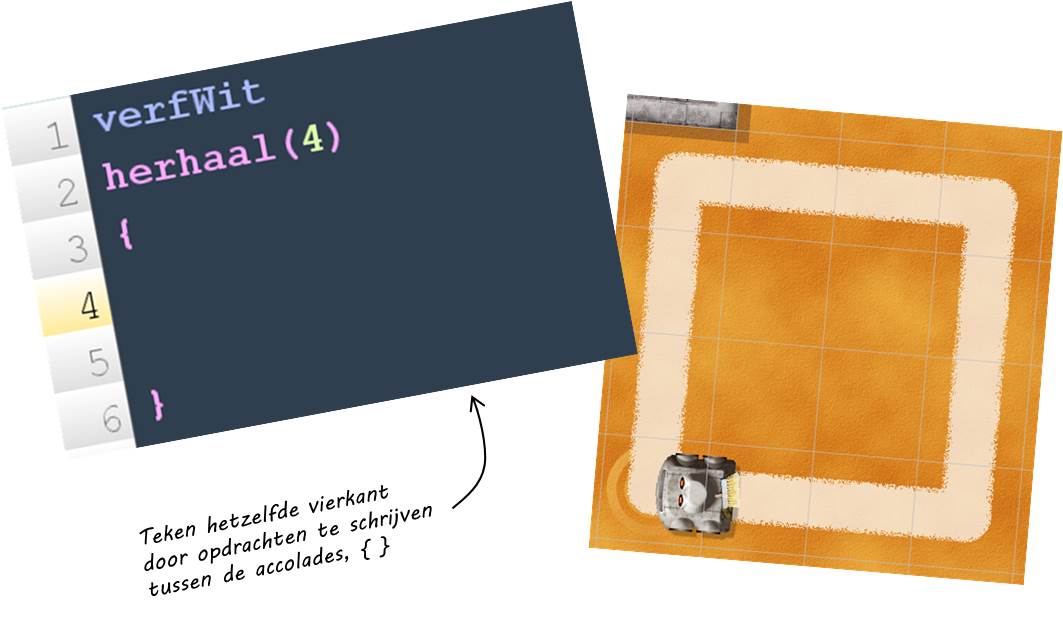 1 verfWit
2 herhaal(4)
3 {
4
5
6 }
Teken hetzelfde vierkant
door opdrachten te schrijven
tussen de accolades, { }